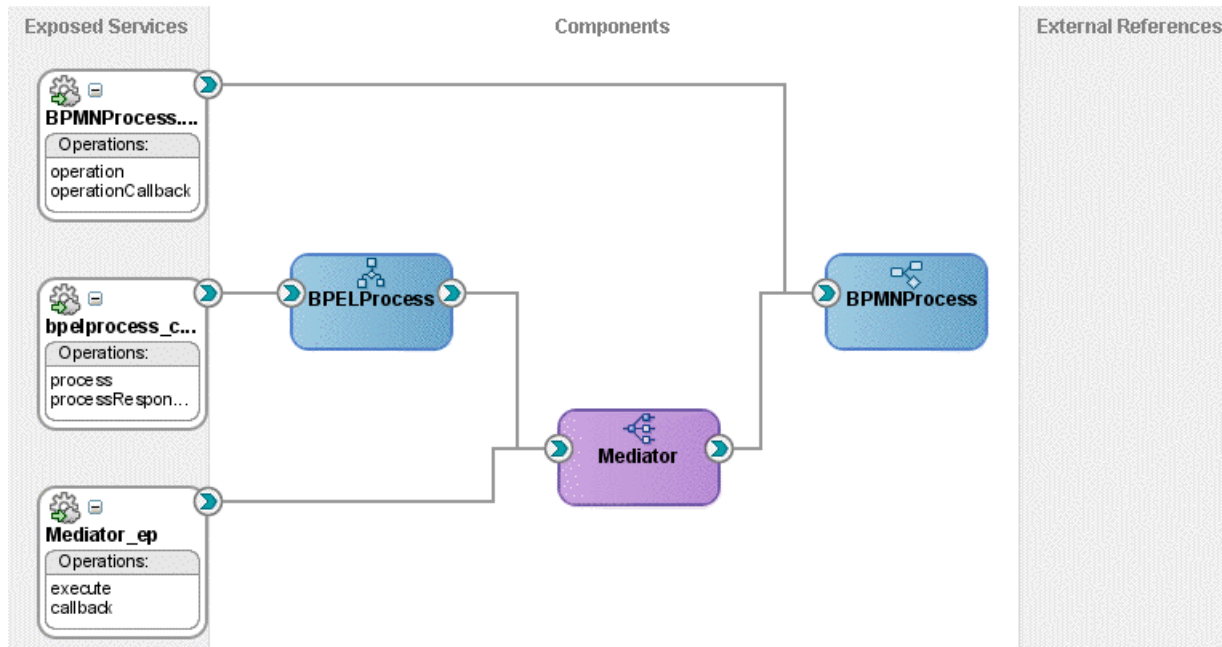 Exposed Services
Components
External References
BPMNProcess....
Operations:
operation
operationCallback
BPELProcess
BPMNProcess
bpelprocess_c...
Operations:
process
processRespon...
Mediator
Mediator_ep
Operations:
execute
callback